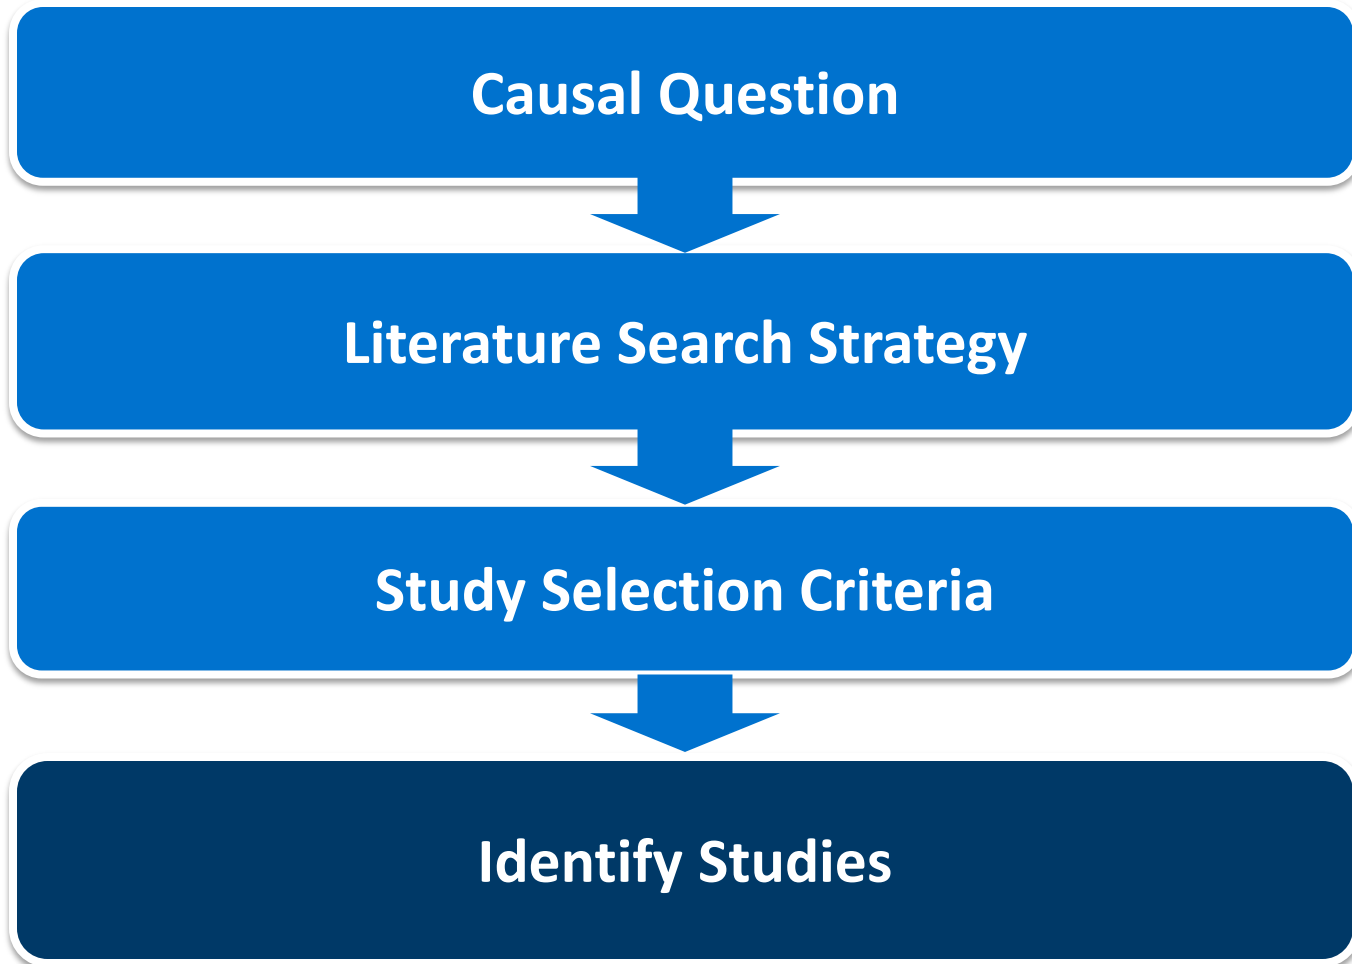 Causal Question
Literature Search Strategy
Study Selection Criteria
Identify Studies